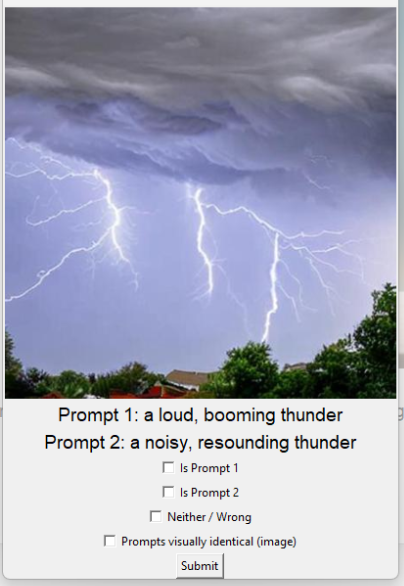 Prompt 1: a loud, booming thunder
Prompt 2: a noisy, resounding thunder
Is Prompt 1
Is Prompt 2
Neither / Wrong
Prompts visually identical (image)
Submit